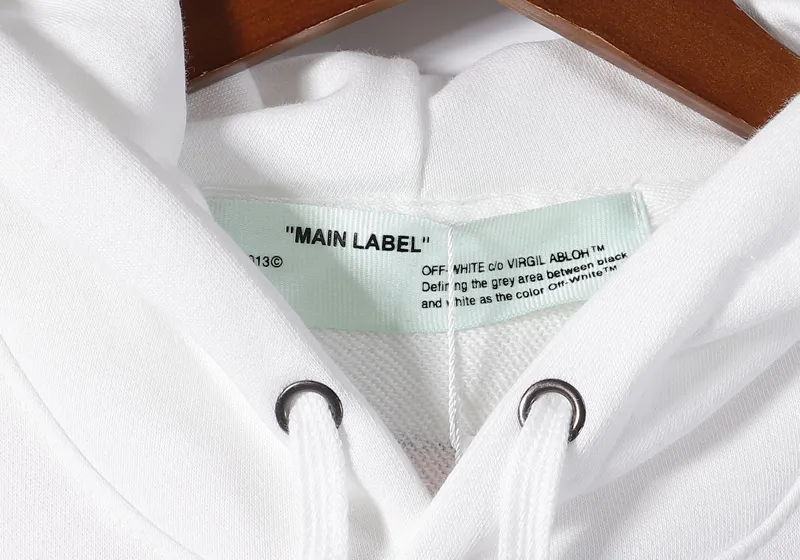 "MAIN LABEL"
13©
OFF-WHITE c/o VIRGIL ABLOH™
Defining the grey area between black
and white as the color Off-White™